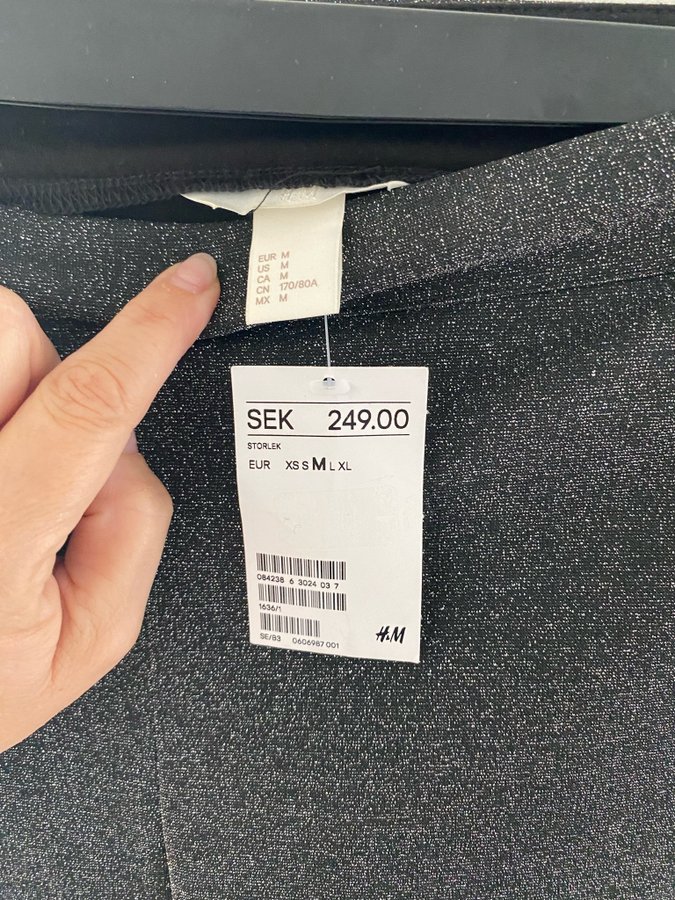 EUR M
US M
CA M
CN 170/80A
MX M
SEK 249.00
STORLEK
EUR XS S M L XL
084238 6 3024 03 7
1636/1
SE/B3 0606987 001
H&M